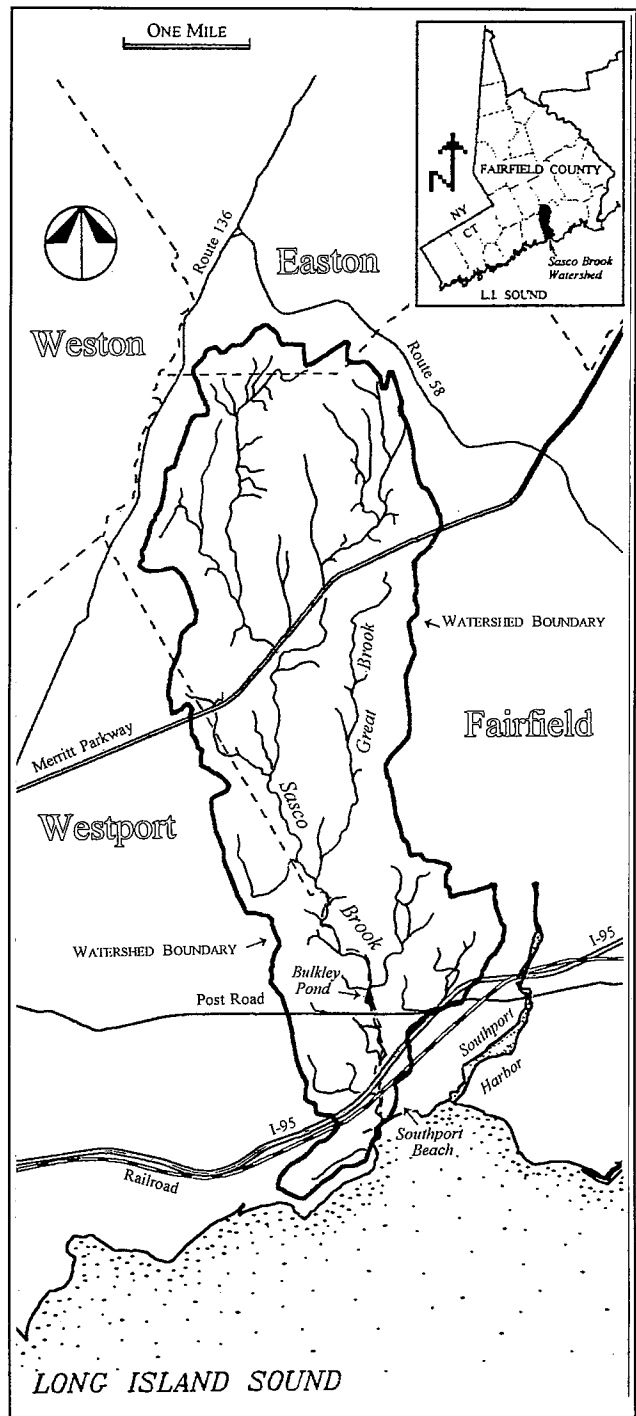 ONE MILE
FAIRFIELD COUNTY
N
NY
CT
Sasco Brook
Watershed
L.I. SOUND
Route 136
Easton
Weston
Route 58
WATERSHED BOUNDARY
Brook
Great
Fairfield
Merritt Parkway
Westport
Sasco
Brook
WATERSHED BOUNDARY
Bulkley
Pond
I-95
Post Road
Southport
Harbor
I-95
Southport
Beach
Railroad
LONG ISLAND SOUND